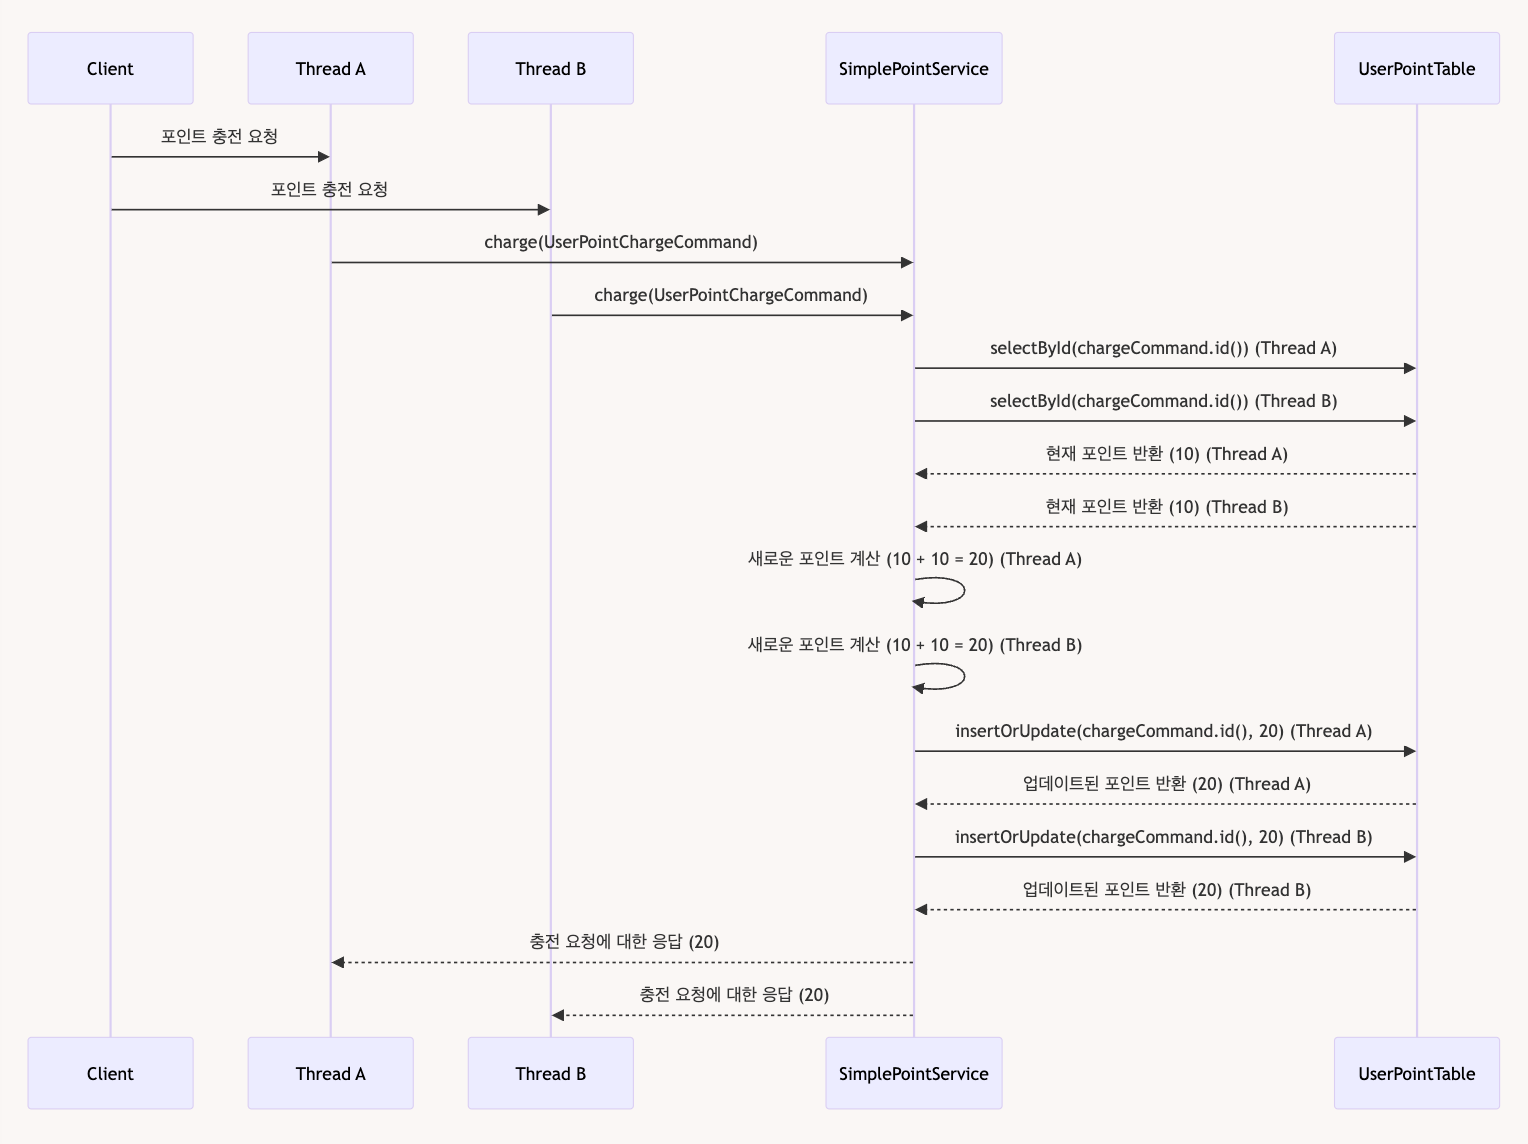 Client
Thread A
Thread B
SimplePointService
UserPointTable
포인트 충전 요청
포인트 충전 요청
charge(UserPointChargeCommand)
charge(UserPointChargeCommand)
selectById(chargeCommand.id()) (Thread A)
selectById(chargeCommand.id()) (Thread B)
현재 포인트 반환 (10) (Thread A)
현재 포인트 반환 (10) (Thread B)
새로운 포인트 계산 (10 + 10 = 20) (Thread A)
새로운 포인트 계산 (10 + 10 = 20) (Thread B)
insertOrUpdate(chargeCommand.id(), 20) (Thread A)
업데이트된 포인트 반환 (20) (Thread A)
insertOrUpdate(chargeCommand.id(), 20) (Thread B)
업데이트된 포인트 반환 (20) (Thread B)
충전 요청에 대한 응답 (20)
충전 요청에 대한 응답 (20)
Client
Thread A
Thread B
SimplePointService
UserPointTable